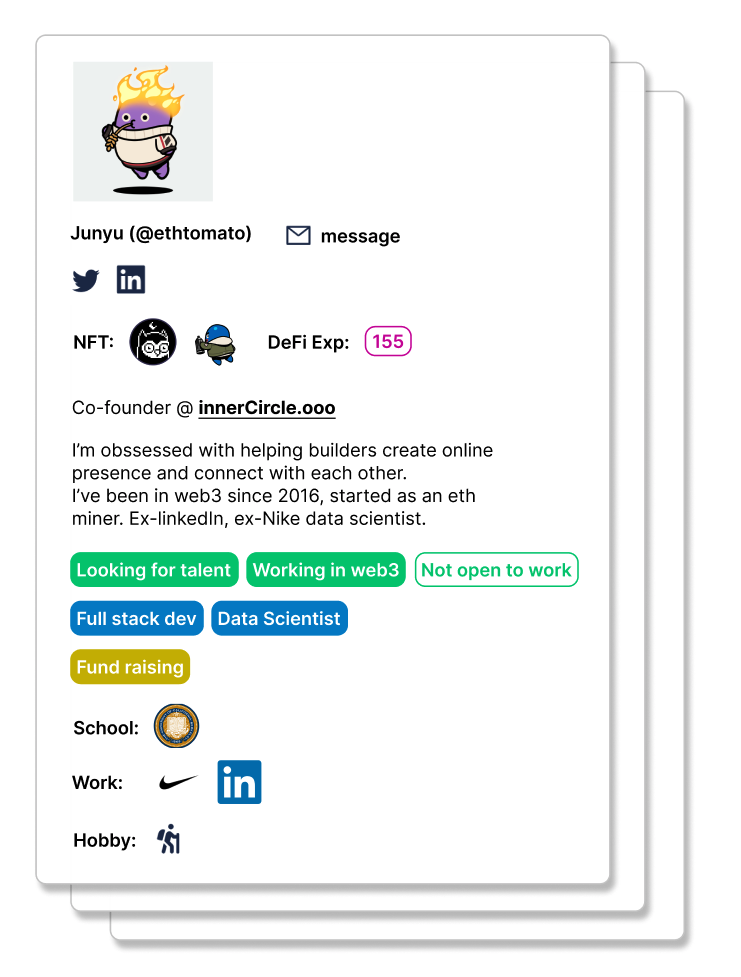 Junyu (@ethtomato)
message
in
NFT:
DeFi Exp:
155
Co-founder @ innerCircle.ooo
I’m obssessed with helping builders create online
presence and connect with each other.
I’ve been in web3 since 2016, started as an eth
miner. Ex-linkedIn, ex-Nike data scientist.
Looking for talent
Working in web3
Not open to work
Full stack dev
Data Scientist
Fund raising
School:
Work:
in
Hobby: